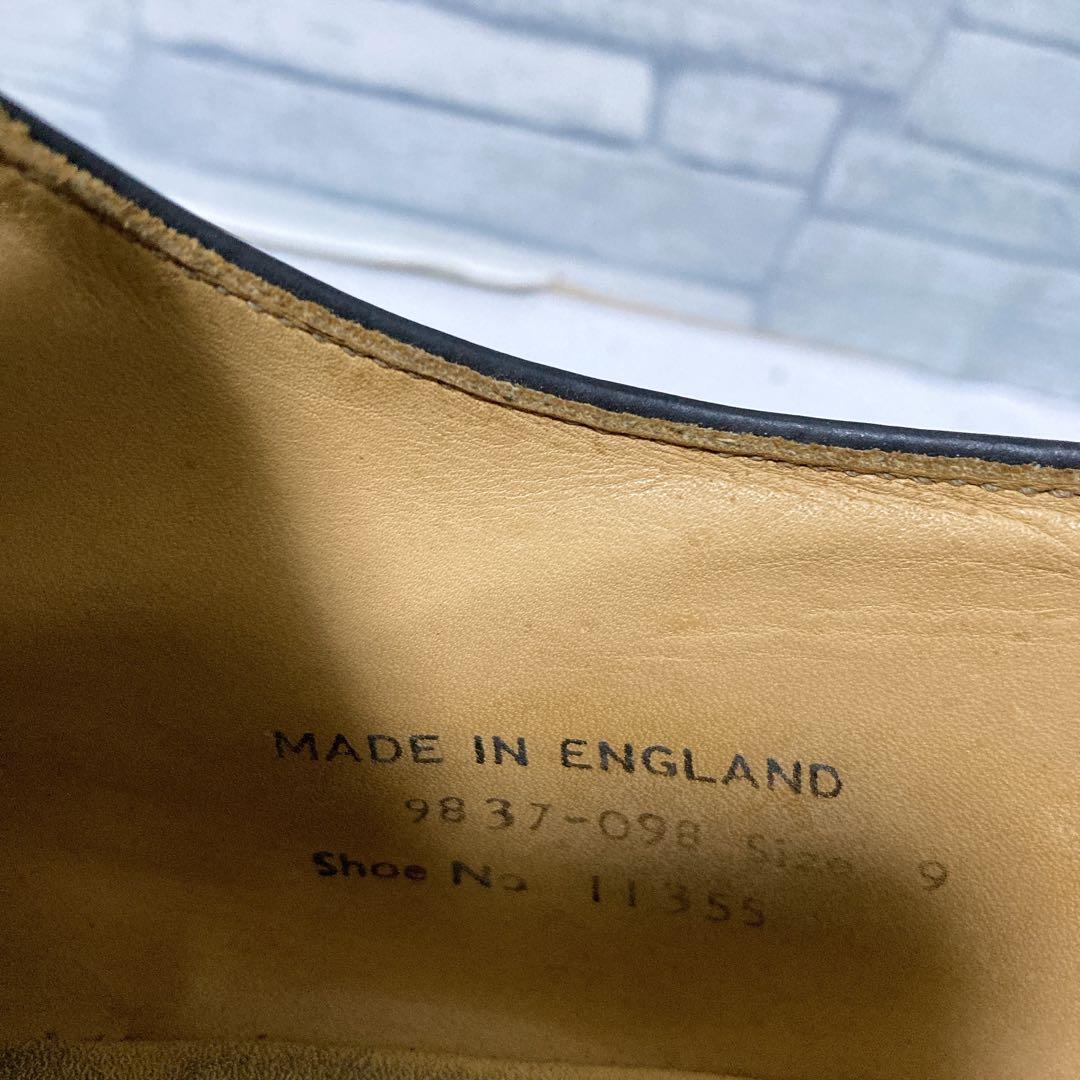 MADE IN ENGLAND
9837-098 Size 9
Shoe No 11355